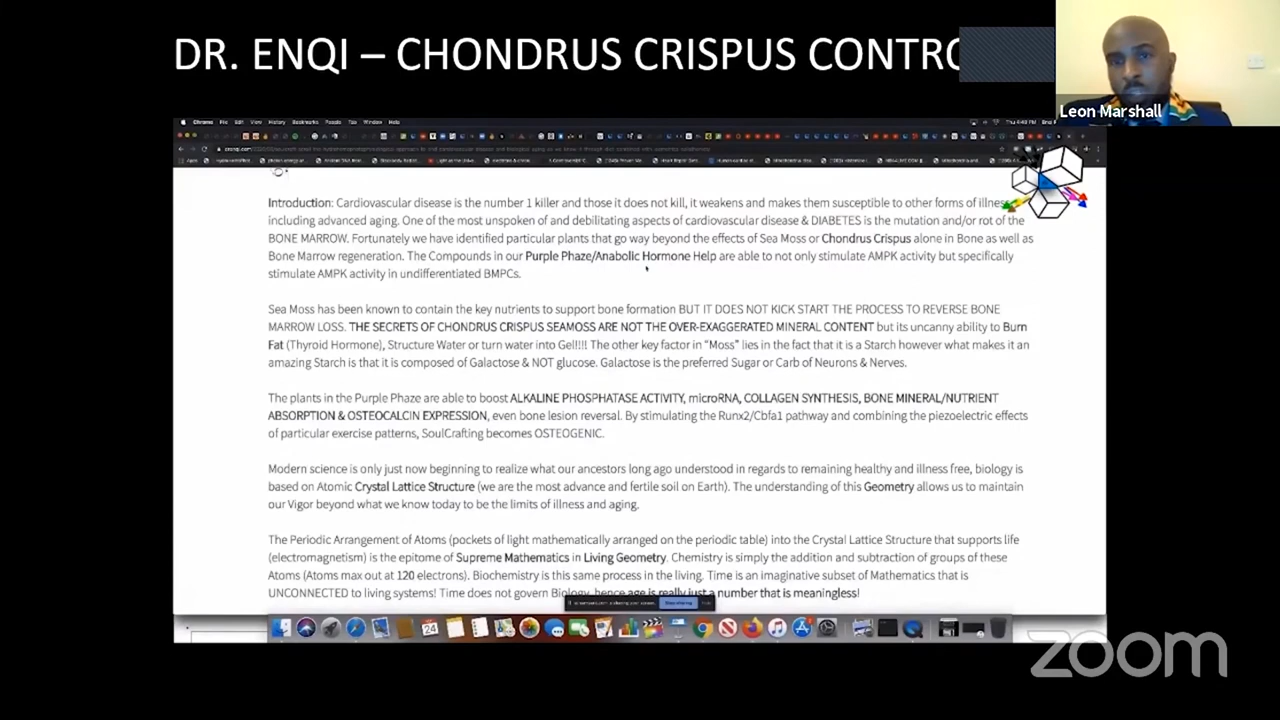 DR. ENQI – CHONDRUS CRISPUS CONTRO
Leon Marshall
Chrome File Edit View History Bookmarks People Tab Window Help
Introduction: Cardiovascular disease is the number 1 killer and those it does not kill, it weakens and makes them susceptible to other forms of illness
including advanced aging. One of the most unspoken of and debilitating aspects of cardiovascular disease & DIABETES is the mutation and/or rot of the
BONE MARROW. Fortunately we have identified particular plants that go way beyond the effects of Sea Moss or Chondrus Crispus alone in Bone as well as
Bone Marrow regeneration. The Compounds in our Purple Phaze/Anabolic Hormone Help are able to not only stimulate AMPK activity but specifically
stimulate AMPK activity in undifferentiated BMPCs.
Sea Moss has been known to contain the key nutrients to support bone formation BUT IT DOES NOT KICK START THE PROCESS TO REVERSE BONE
MARROW LOSS. THE SECRETS OF CHONDRUS CRISPUS SEAMOSS ARE NOT THE OVER-EXAGGERATED MINERAL CONTENT but its uncanny ability to Burn
Fat (Thyroid Hormone), Structure Water or turn water into Gel!!!! The other key factor in “Moss” lies in the fact that it is a Starch however what makes it an
amazing Starch is that it is composed of Galactose & NOT glucose. Galactose is the preferred Sugar or Carb of Neurons & Nerves.
The plants in the Purple Phaze are able to boost ALKALINE PHOSPHATASE ACTIVITY, microRNA, COLLAGEN SYNTHESIS, BONE MINERAL/NUTRIENT
ABSORPTION & OSTEOCALCIN EXPRESSION, even bone lesion reversal. By stimulating the Runx2/Cbfa1 pathway and combining the piezoelectric effects
of particular exercise patterns, SoulCrafting becomes OSTEOGENIC.
Modern science is only just now beginning to realize what our ancestors long ago understood in regards to remaining healthy and illness free, biology is
based on Atomic Crystal Lattice Structure (we are the most advance and fertile soil on Earth). The understanding of this Geometry allows us to maintain
our Vigor beyond what we know today to be the limits of illness and aging.
The Periodic Arrangement of Atoms (pockets of light mathematically arranged on the periodic table) into the Crystal Lattice Structure that supports life
(electromagnetism) is the epitome of Supreme Mathematics in Living Geometry. Chemistry is simply the addition and subtraction of groups of these
Atoms (Atoms max out at 120 electrons). Biochemistry is this same process in the living. Time is an imaginative subset of Mathematics that is
UNCONNECTED to living systems! Time does not govern Biology, hence age is really just a number that is meaningless!
Stop sharing
zoom